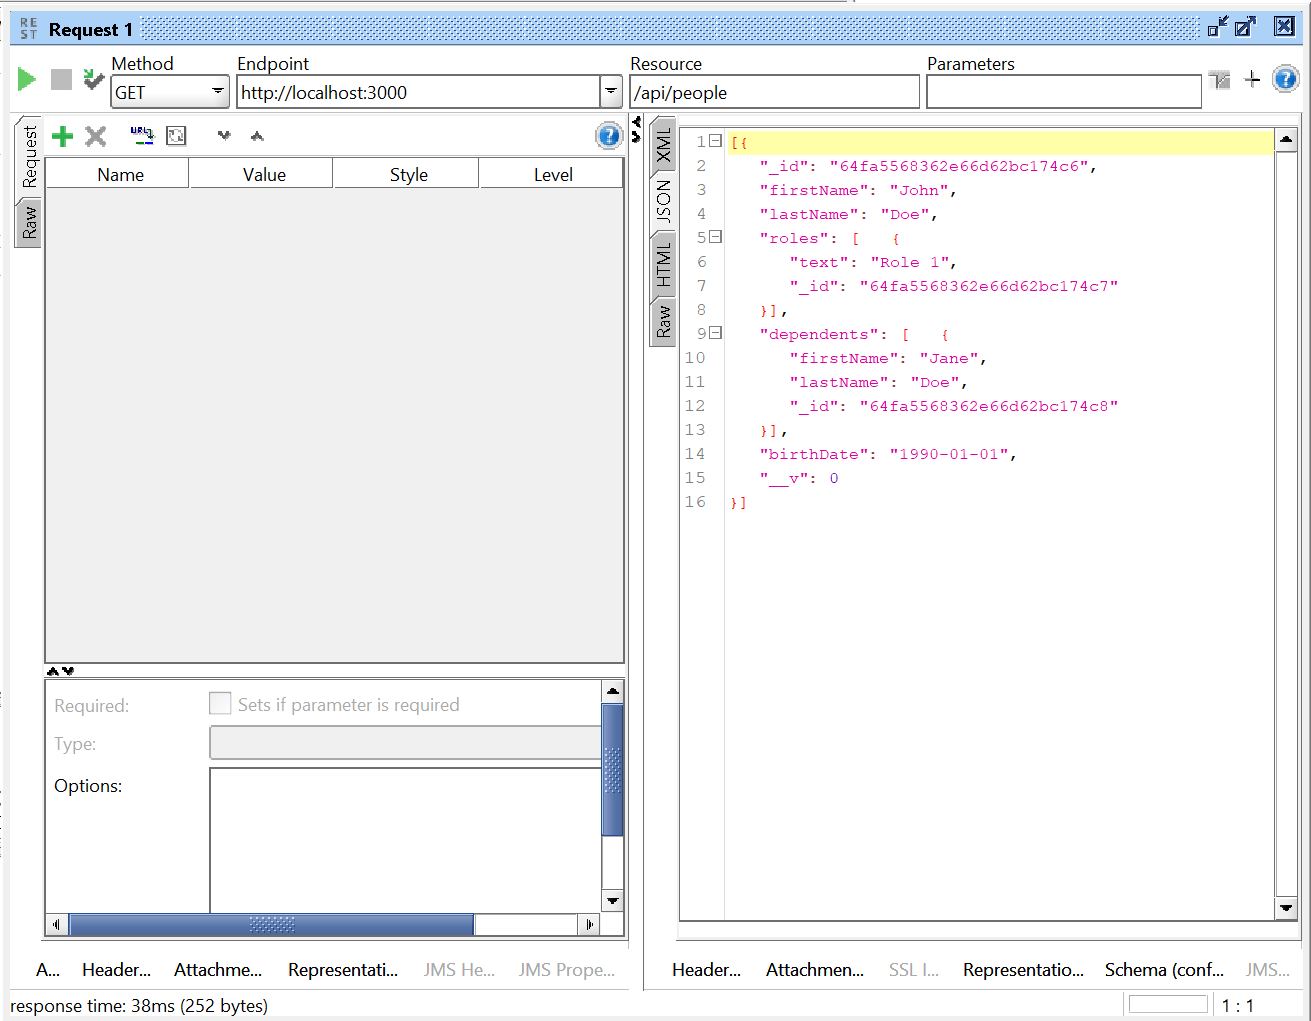 REST Request 1
Method Endpoint Resource Parameters
GET http://localhost:3000 /api/people
Request
Raw
URL
Name Value Style Level
Required: Sets if parameter is required
Type:
Options:
A... Header... Attachme... Representati... JMS He... JMS Prope...
XML
JSON
HTML
Raw
1 [{
2 "_id": "64fa5568362e66d62bc174c6",
3 "firstName": "John",
4 "lastName": "Doe",
5 "roles": [ {
6 "text": "Role 1",
7 "_id": "64fa5568362e66d62bc174c7"
8 }],
9 "dependents": [ {
10 "firstName": "Jane",
11 "lastName": "Doe",
12 "_id": "64fa5568362e66d62bc174c8"
13 }],
14 "birthDate": "1990-01-01",
15 "__v": 0
16 }]
Header... Attachmen... SSL I... Representatio... Schema (conf... JMS...
response time: 38ms (252 bytes)
1 : 1